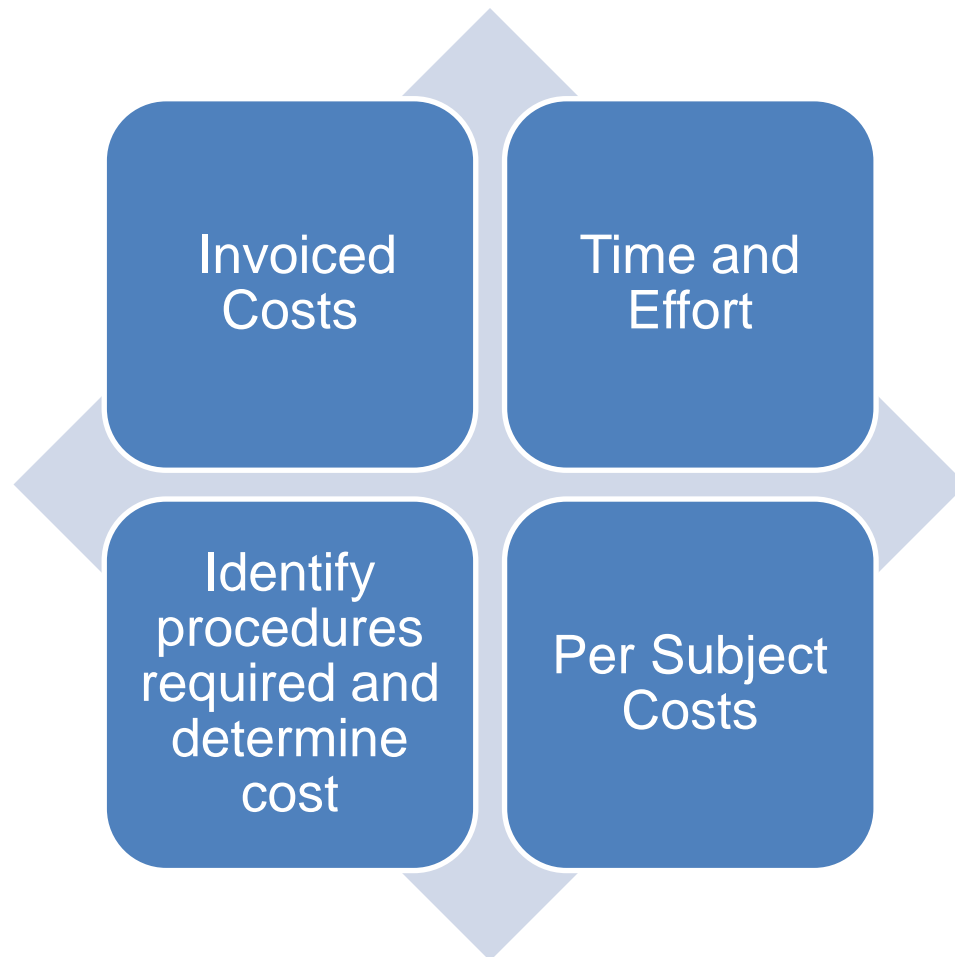 Invoiced
Costs
Time and
Effort
Identify
procedures
required and
determine
cost
Per Subject
Costs